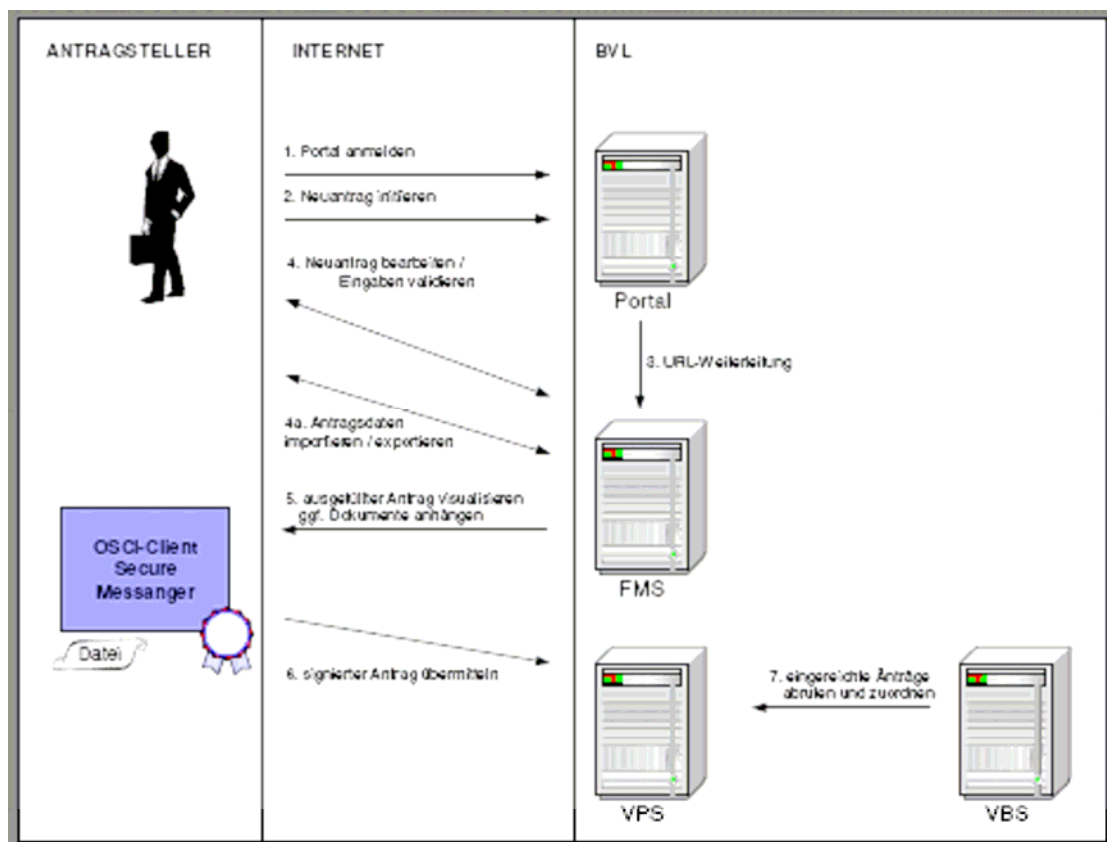 ANTRAGSTELLER
INTERNET
BVL
1. Portal anmelden
2. Neuantrag initiieren
4. Neuantrag bearbeiten /
Eingaben validieren
Portal
3. URL-Weiterleitung
4a. Antragsdaten
importieren / exportieren
5. ausgefüllter Antrag visualisieren
ggf. Dokumente anhängen
FMS
OSCI-Client
Secure
Messanger
Datei
6. signierter Antrag übermitteln
7. eingereichte Anträge
abrufen und zuordnen
VPS
VBS